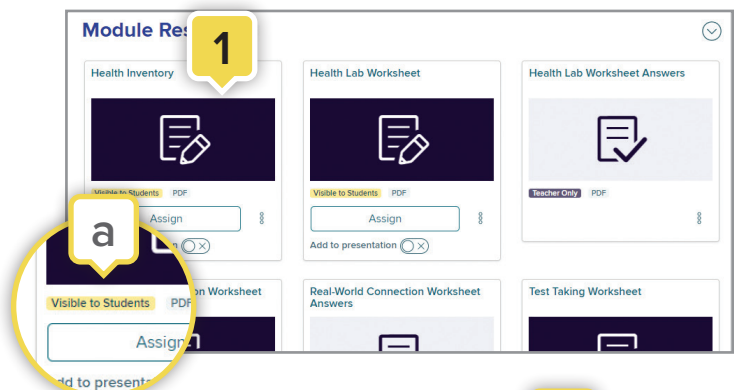 Module Res
1
Health Inventory
Health Lab Worksheet
Health Lab Worksheet Answers
Visible to Students PDF
Visible to Students PDF
Teacher Only PDF
Assign
Assign
a
Add to presentation
Visible to Students PDF
Assign
Worksheet
Real-World Connection Worksheet
Answers
Test Taking Worksheet
to